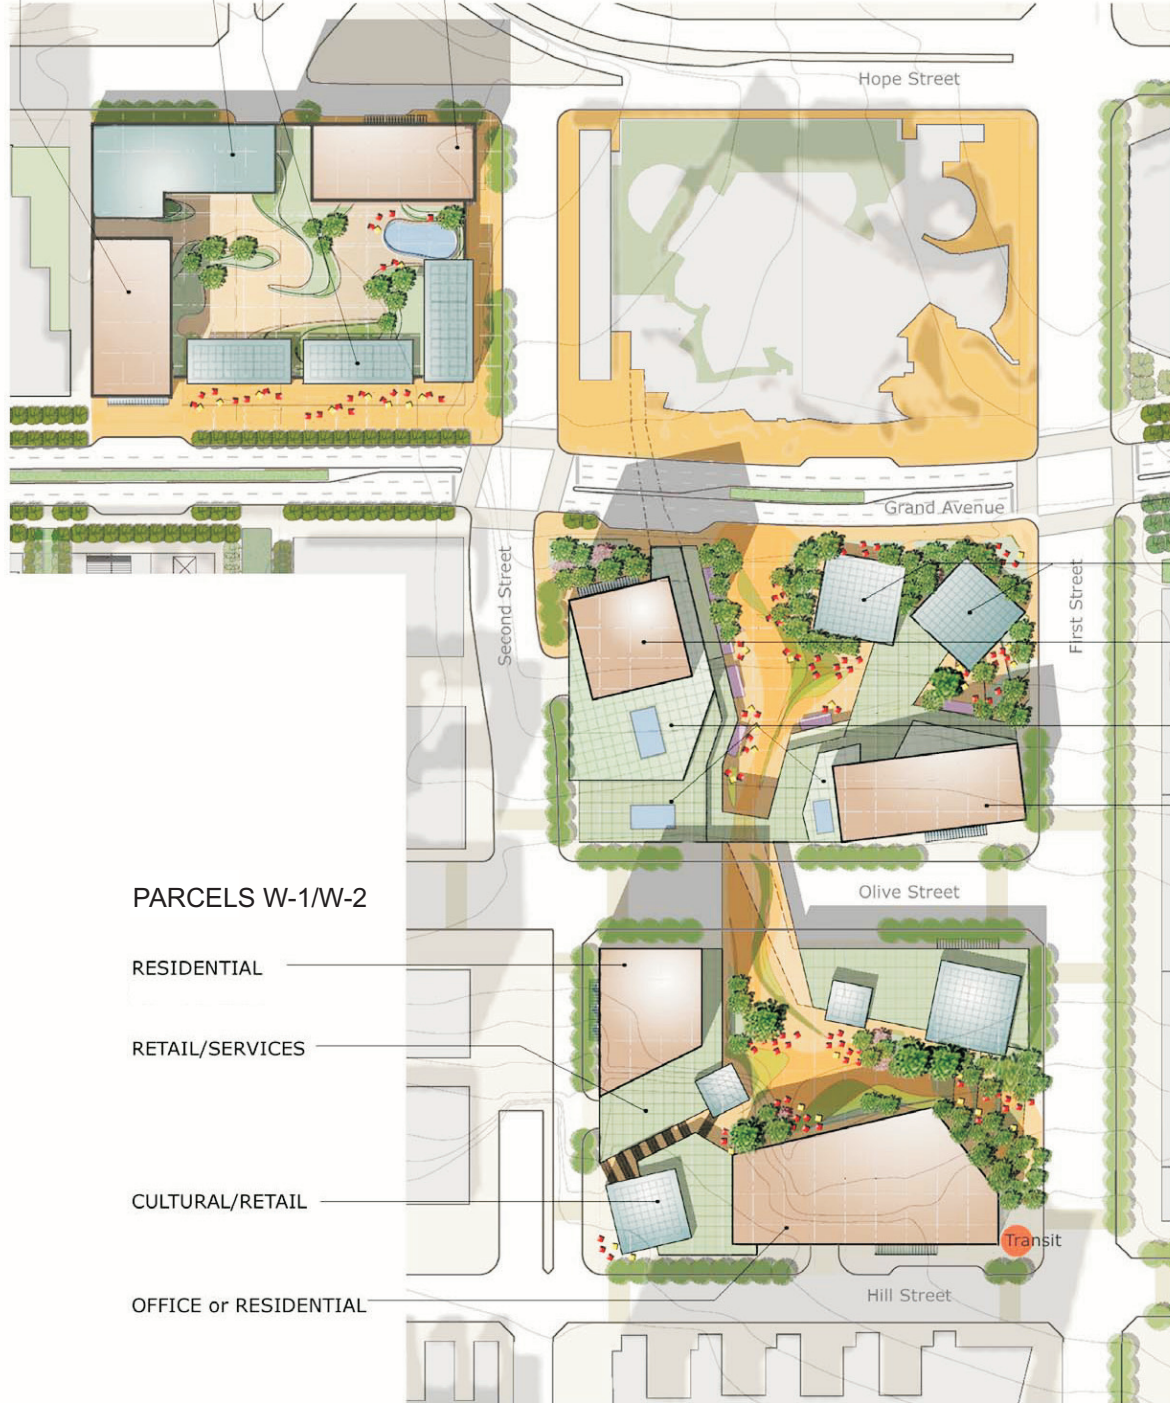 Hope Street
Grand Avenue
Second Street
First Street
Olive Street
PARCELS W-1/W-2
RESIDENTIAL
RETAIL/SERVICES
CULTURAL/RETAIL
Transit
Hill Street
OFFICE or RESIDENTIAL